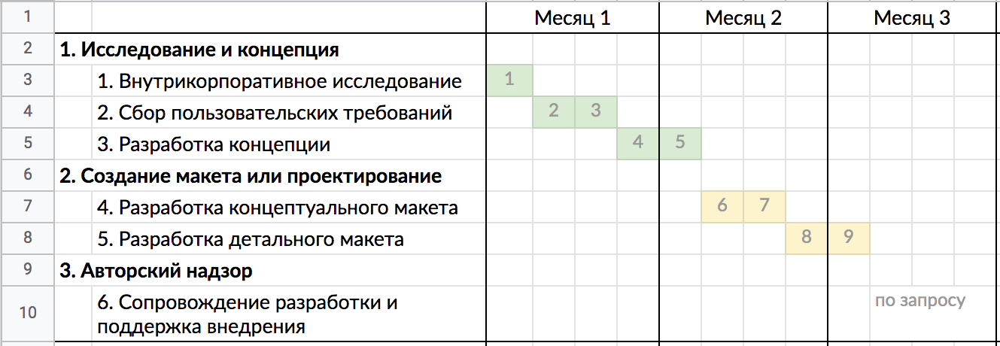 1 Месяц 1 Месяц 2 Месяц 3
2 1. Исследование и концепция
3 1. Внутрикорпоративное исследование 1
4 2. Сбор пользовательских требований 2 3
5 3. Разработка концепции 4 5
6 2. Создание макета или проектирование
7 4. Разработка концептуального макета 6 7
8 5. Разработка детального макета 8 9
9 3. Авторский надзор
10 6. Сопровождение разработки и по запросу
поддержка внедрения